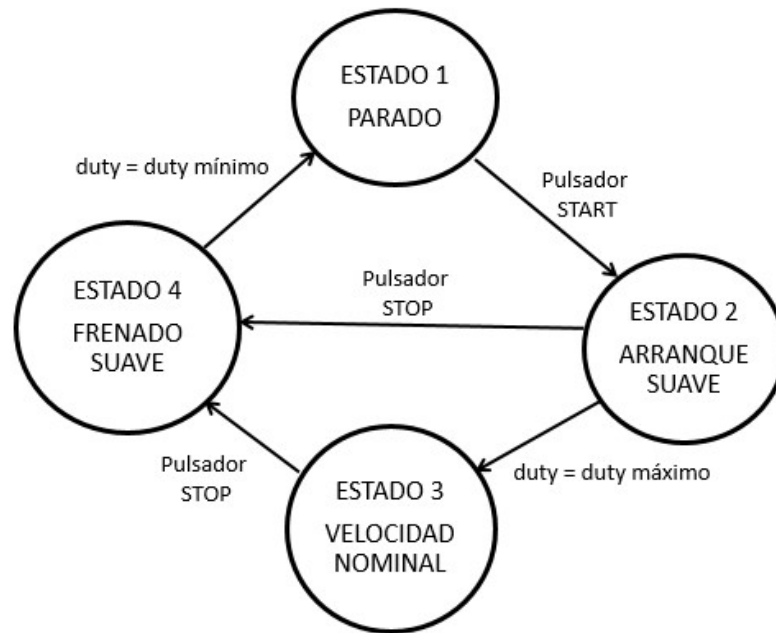 ESTADO 1
PARADO
duty = duty mínimo
Pulsador
START
ESTADO 4
FRENADO
SUAVE
Pulsador
STOP
ESTADO 2
ARRANQUE
SUAVE
Pulsador
STOP
ESTADO 3
VELOCIDAD
NOMINAL
duty = duty máximo